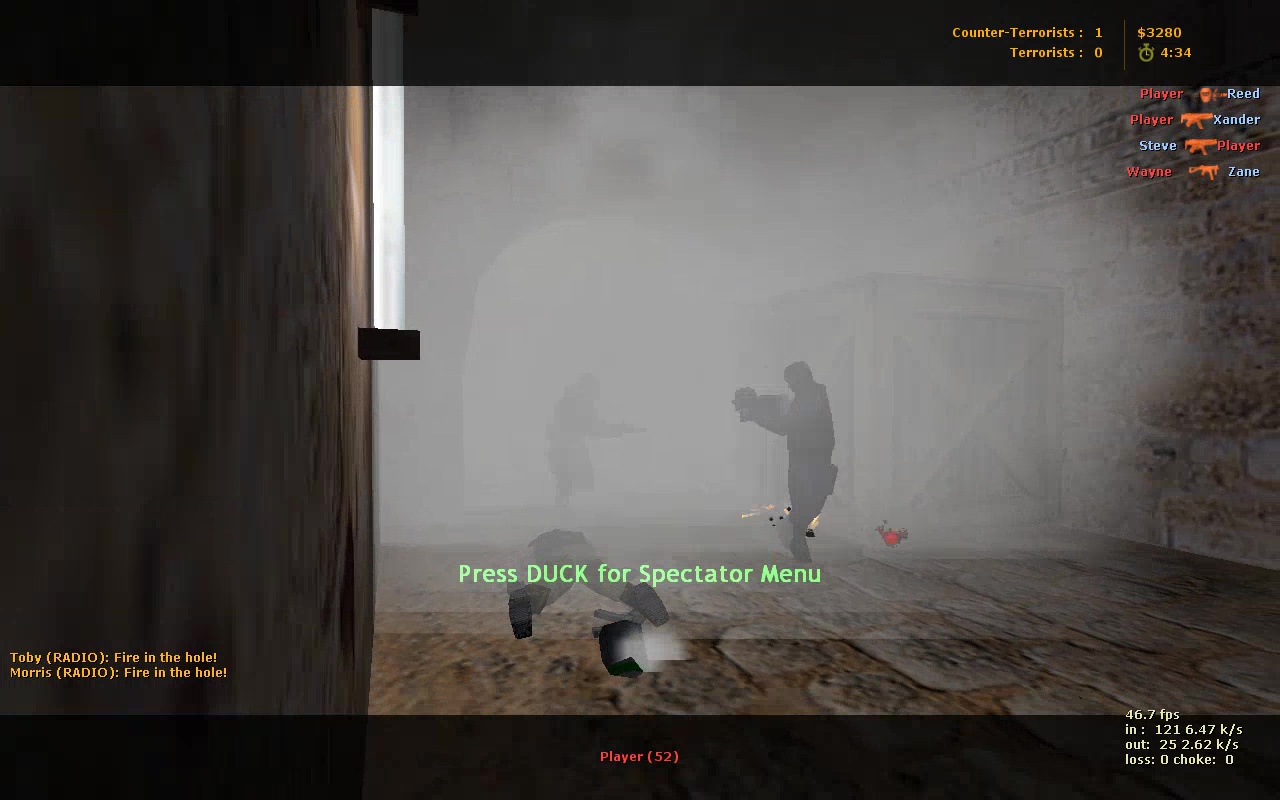 Counter-Terrorists : 1 $3280
Terrorists : 0 4:34
Player Reed
Player Xander
Steve Player
Wayne Zane
Press DUCK for Spectator Menu
Toby (RADIO): Fire in the hole!
Morris (RADIO): Fire in the hole!
46.7 fps
in : 121 6.47 k/s
out: 25 2.62 k/s
loss: 0 choke: 0
Player (52)